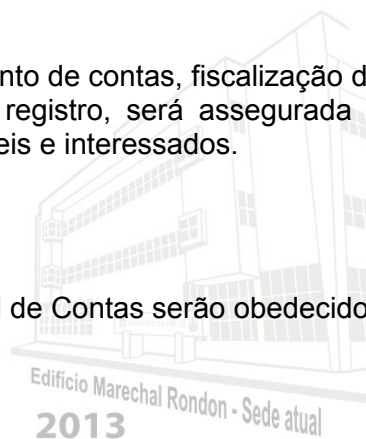 nto de contas, fiscalização d
registro, será assegurada
eis e interessados.
de Contas serão obedecido
Edifício Marechal Rondon - Sede atual
2013